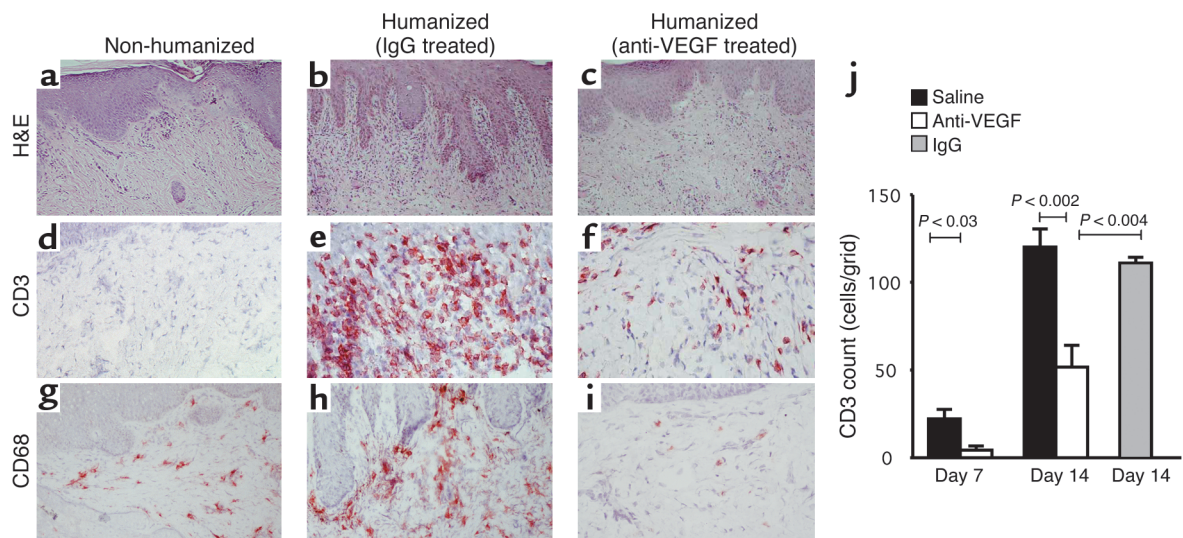 Non-humanized
Humanized
(IgG treated)
Humanized
(anti-VEGF treated)
H&E
a
b
c
CD3
d
e
f
CD68
g
h
i
j
Saline
Anti-VEGF
IgG
CD3 count (cells/grid)
150
100
50
0
P < 0.03
P < 0.002
P < 0.004
Day 7
Day 14
Day 14